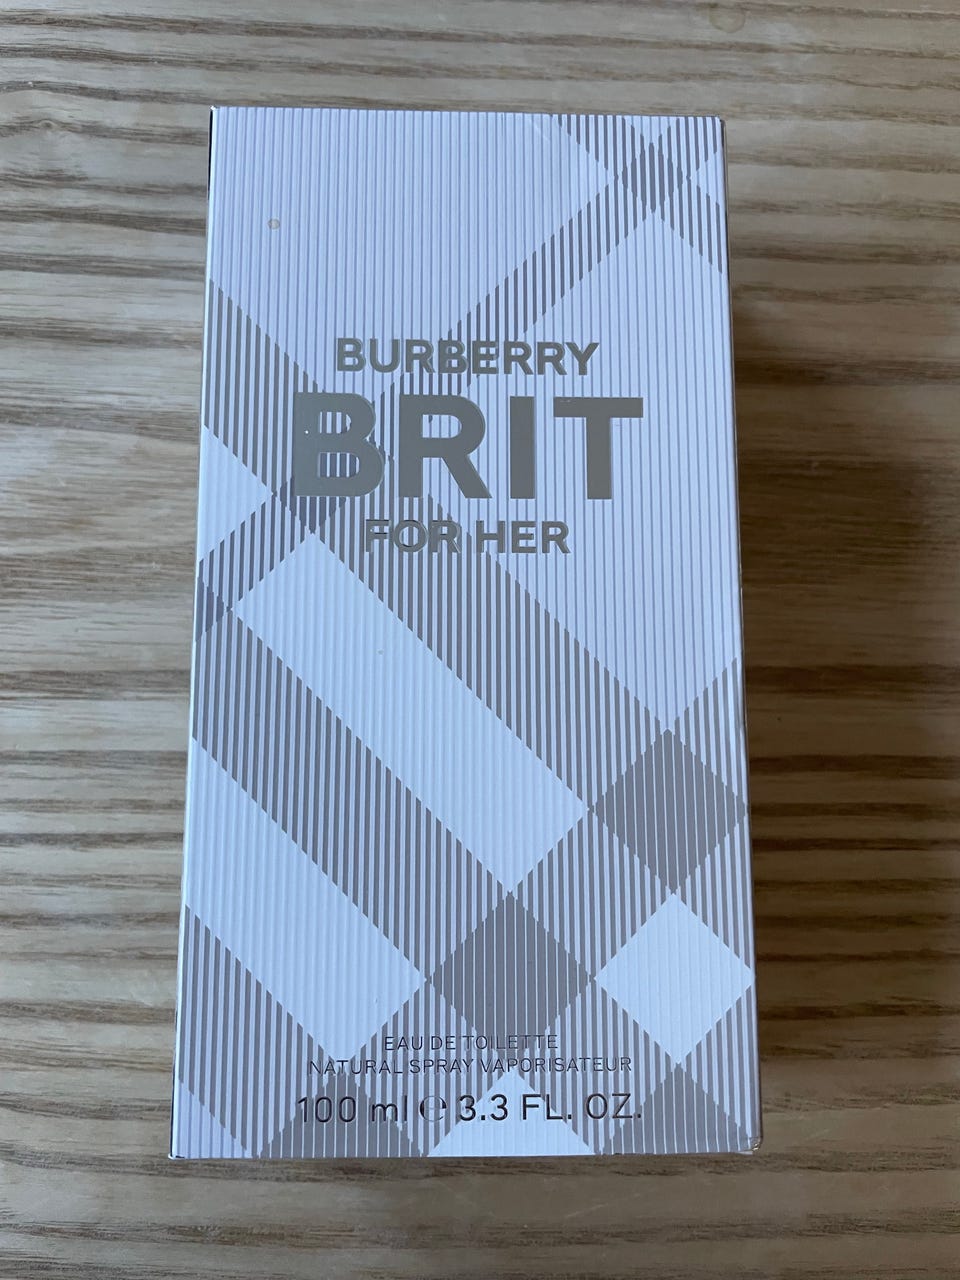 BURBERRY
BRIT
FOR HER
EAU DE TOILETTE
NATURAL SPRAY VAPORISATEUR
100 ml ℮ 3.3 FL. OZ.